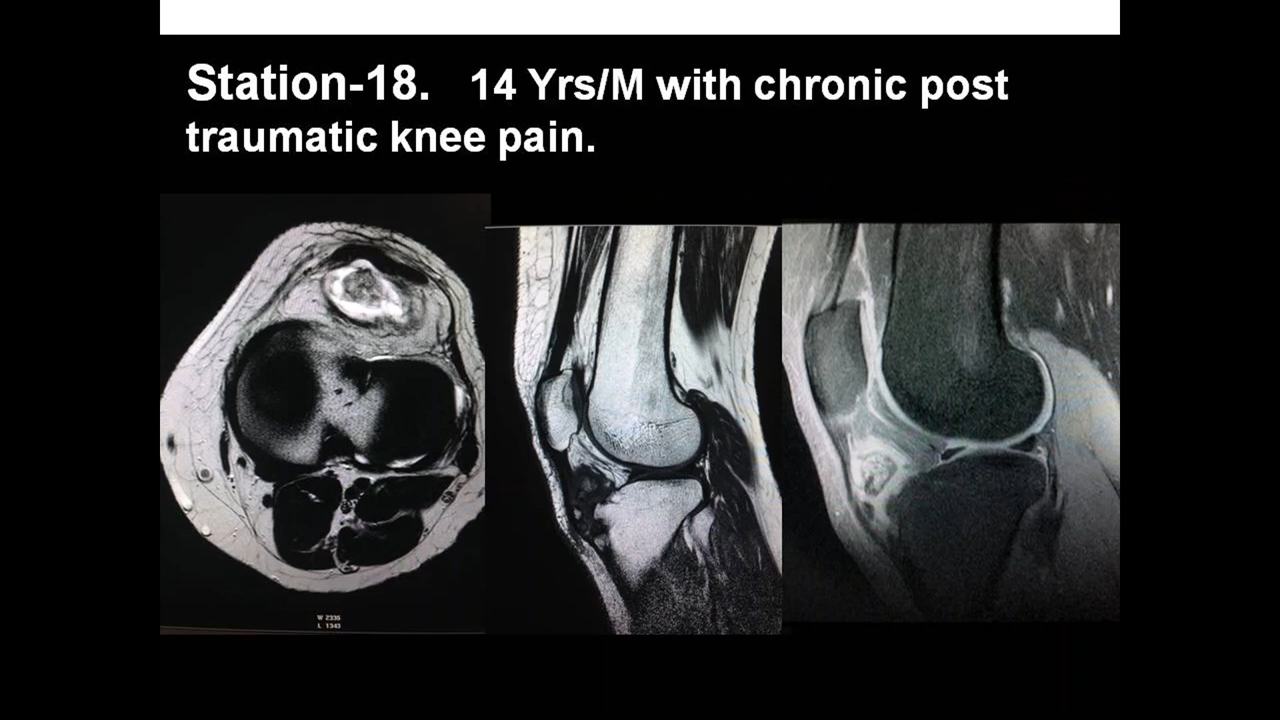 Station-18. 14 Yrs/M with chronic post
traumatic knee pain.
W 2335
L 1343